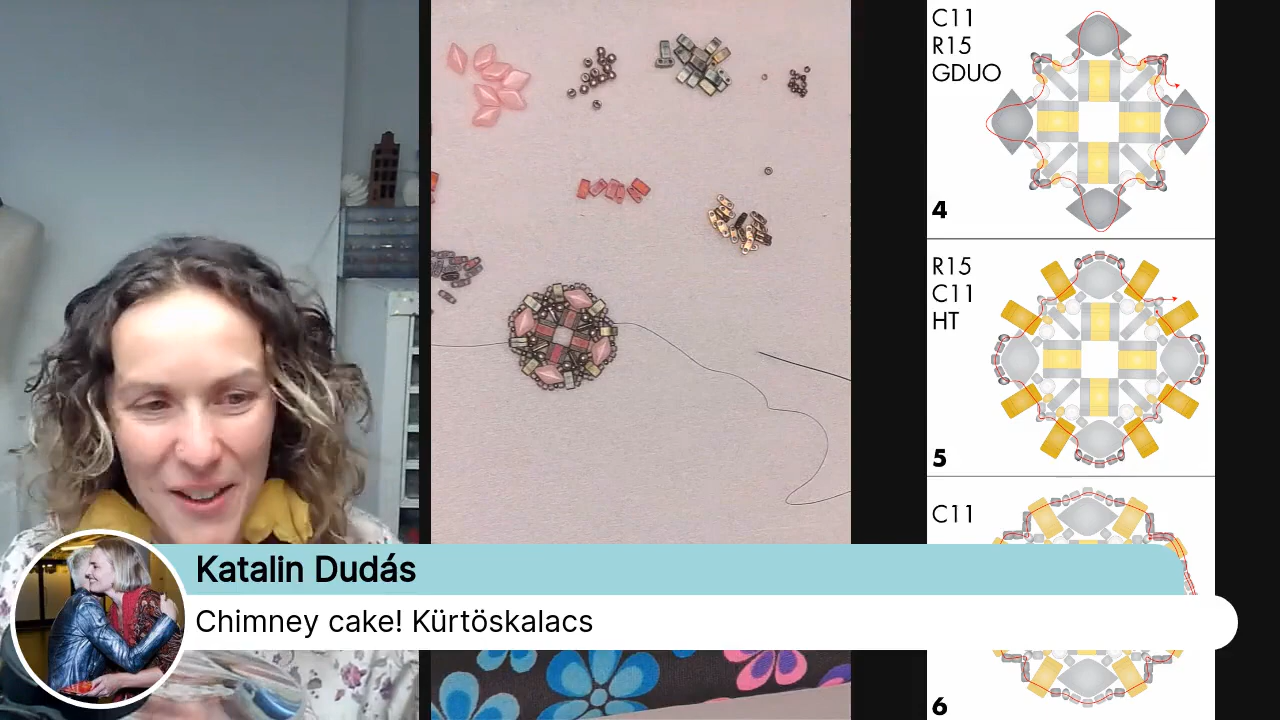 C11
R15
GDUO
4
R15
C11
HT
5
C11
6
Katalin Dudás
Chimney cake! Kürtöskalacs